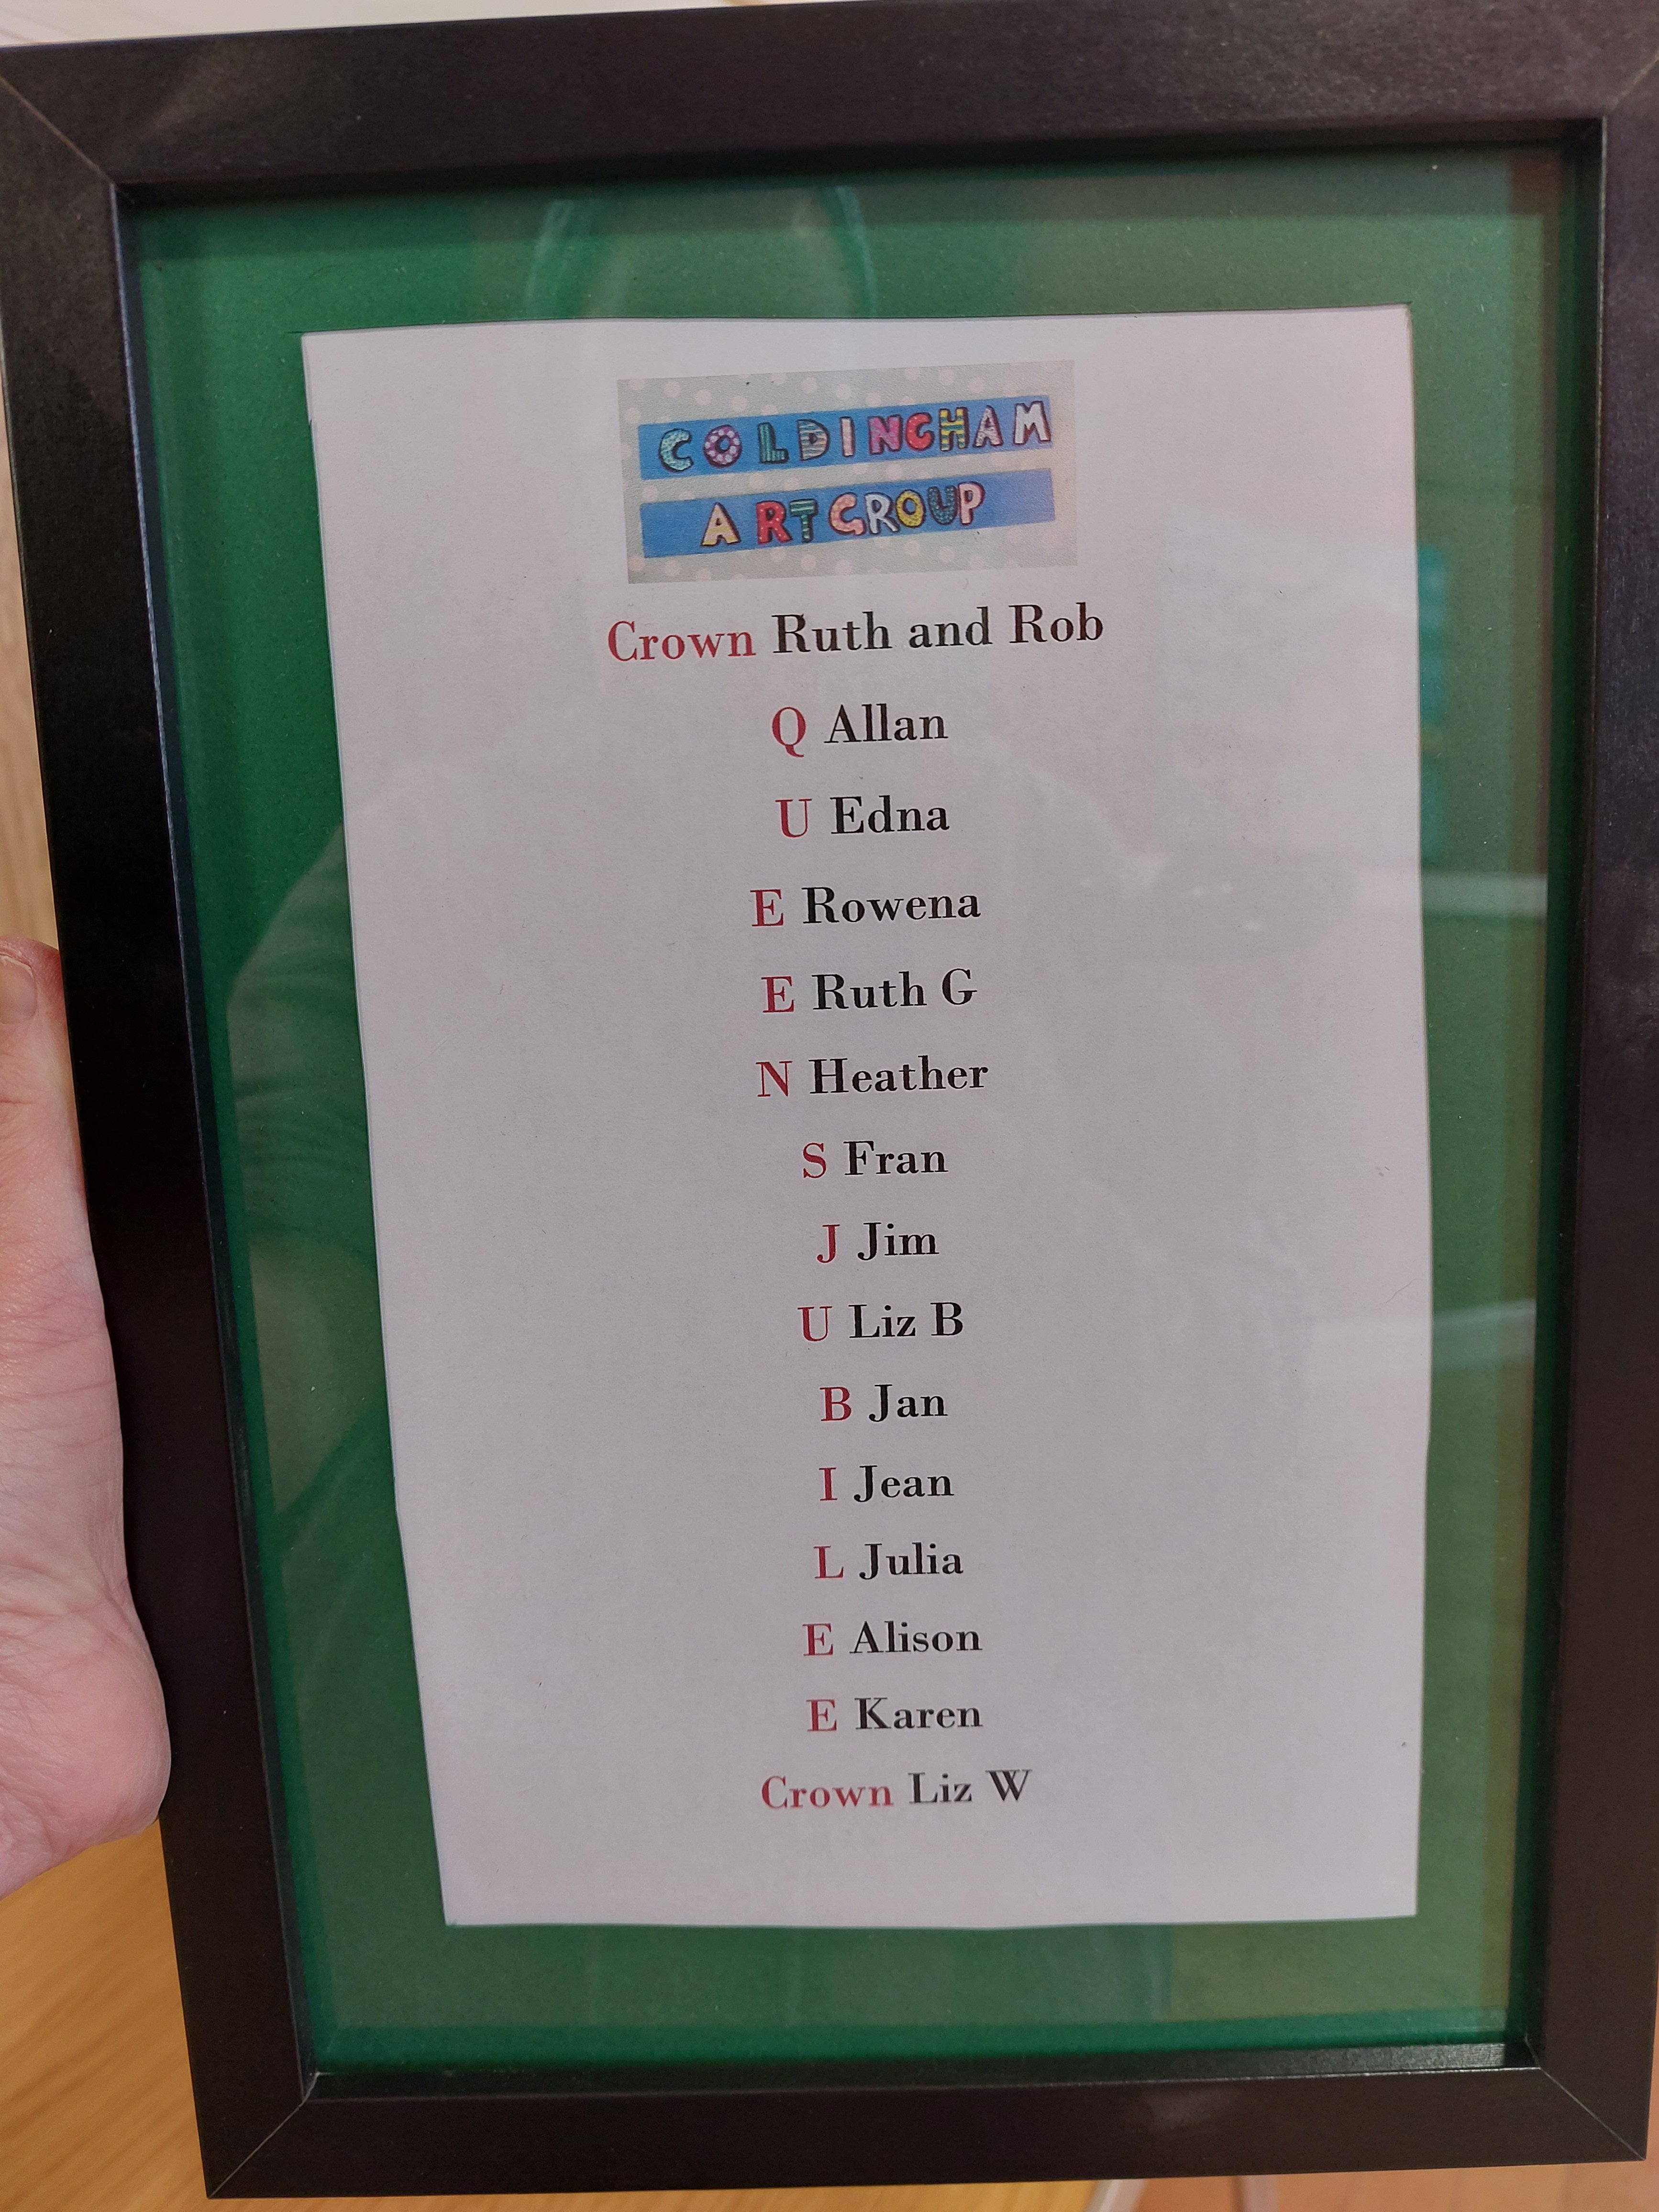 COLDINGHAM
ART GROUP
Crown Ruth and Rob
Q Allan
U Edna
E Rowena
E Ruth G
N Heather
S Fran
J Jim
U Liz B
B Jan
I Jean
L Julia
E Alison
E Karen
Crown Liz W